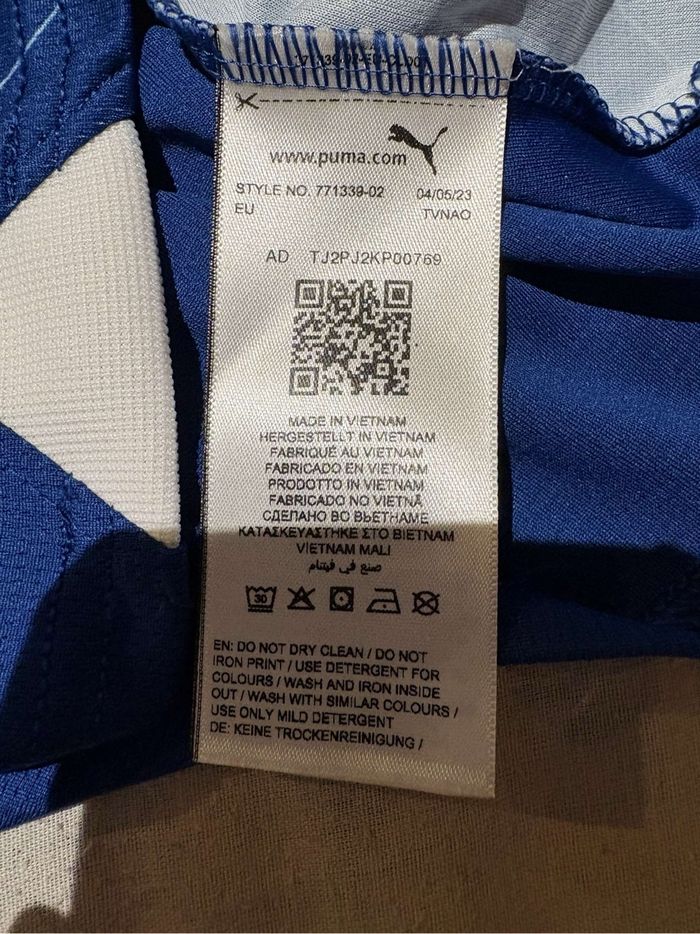 www.puma.com
STYLE NO. 771339-02 04/05/23
EU TVNAO
AD TJ2PJ2KP00769
MADE IN VIETNAM
HERGESTELLT IN VIETNAM
FABRIQUÉ AU VIETNAM
FABRICADO EN VIETNAM
PRODOTTO IN VIETNAM
FABRICADO NO VIETNÃ
СДЕЛАНО ВО ВЬЕТНАМЕ
ΚΑΤΑΣΚΕΥΑΣΤΗΚΕ ΣΤΟ ΒΙΕΤΝΑΜ
VİETNAM MALI
صنع في فيتنام
30
EN: DO NOT DRY CLEAN / DO NOT
IRON PRINT / USE DETERGENT FOR
COLOURS / WASH AND IRON INSIDE
OUT / WASH WITH SIMILAR COLOURS /
USE ONLY MILD DETERGENT
DE: KEINE TROCKENREINIGUNG /